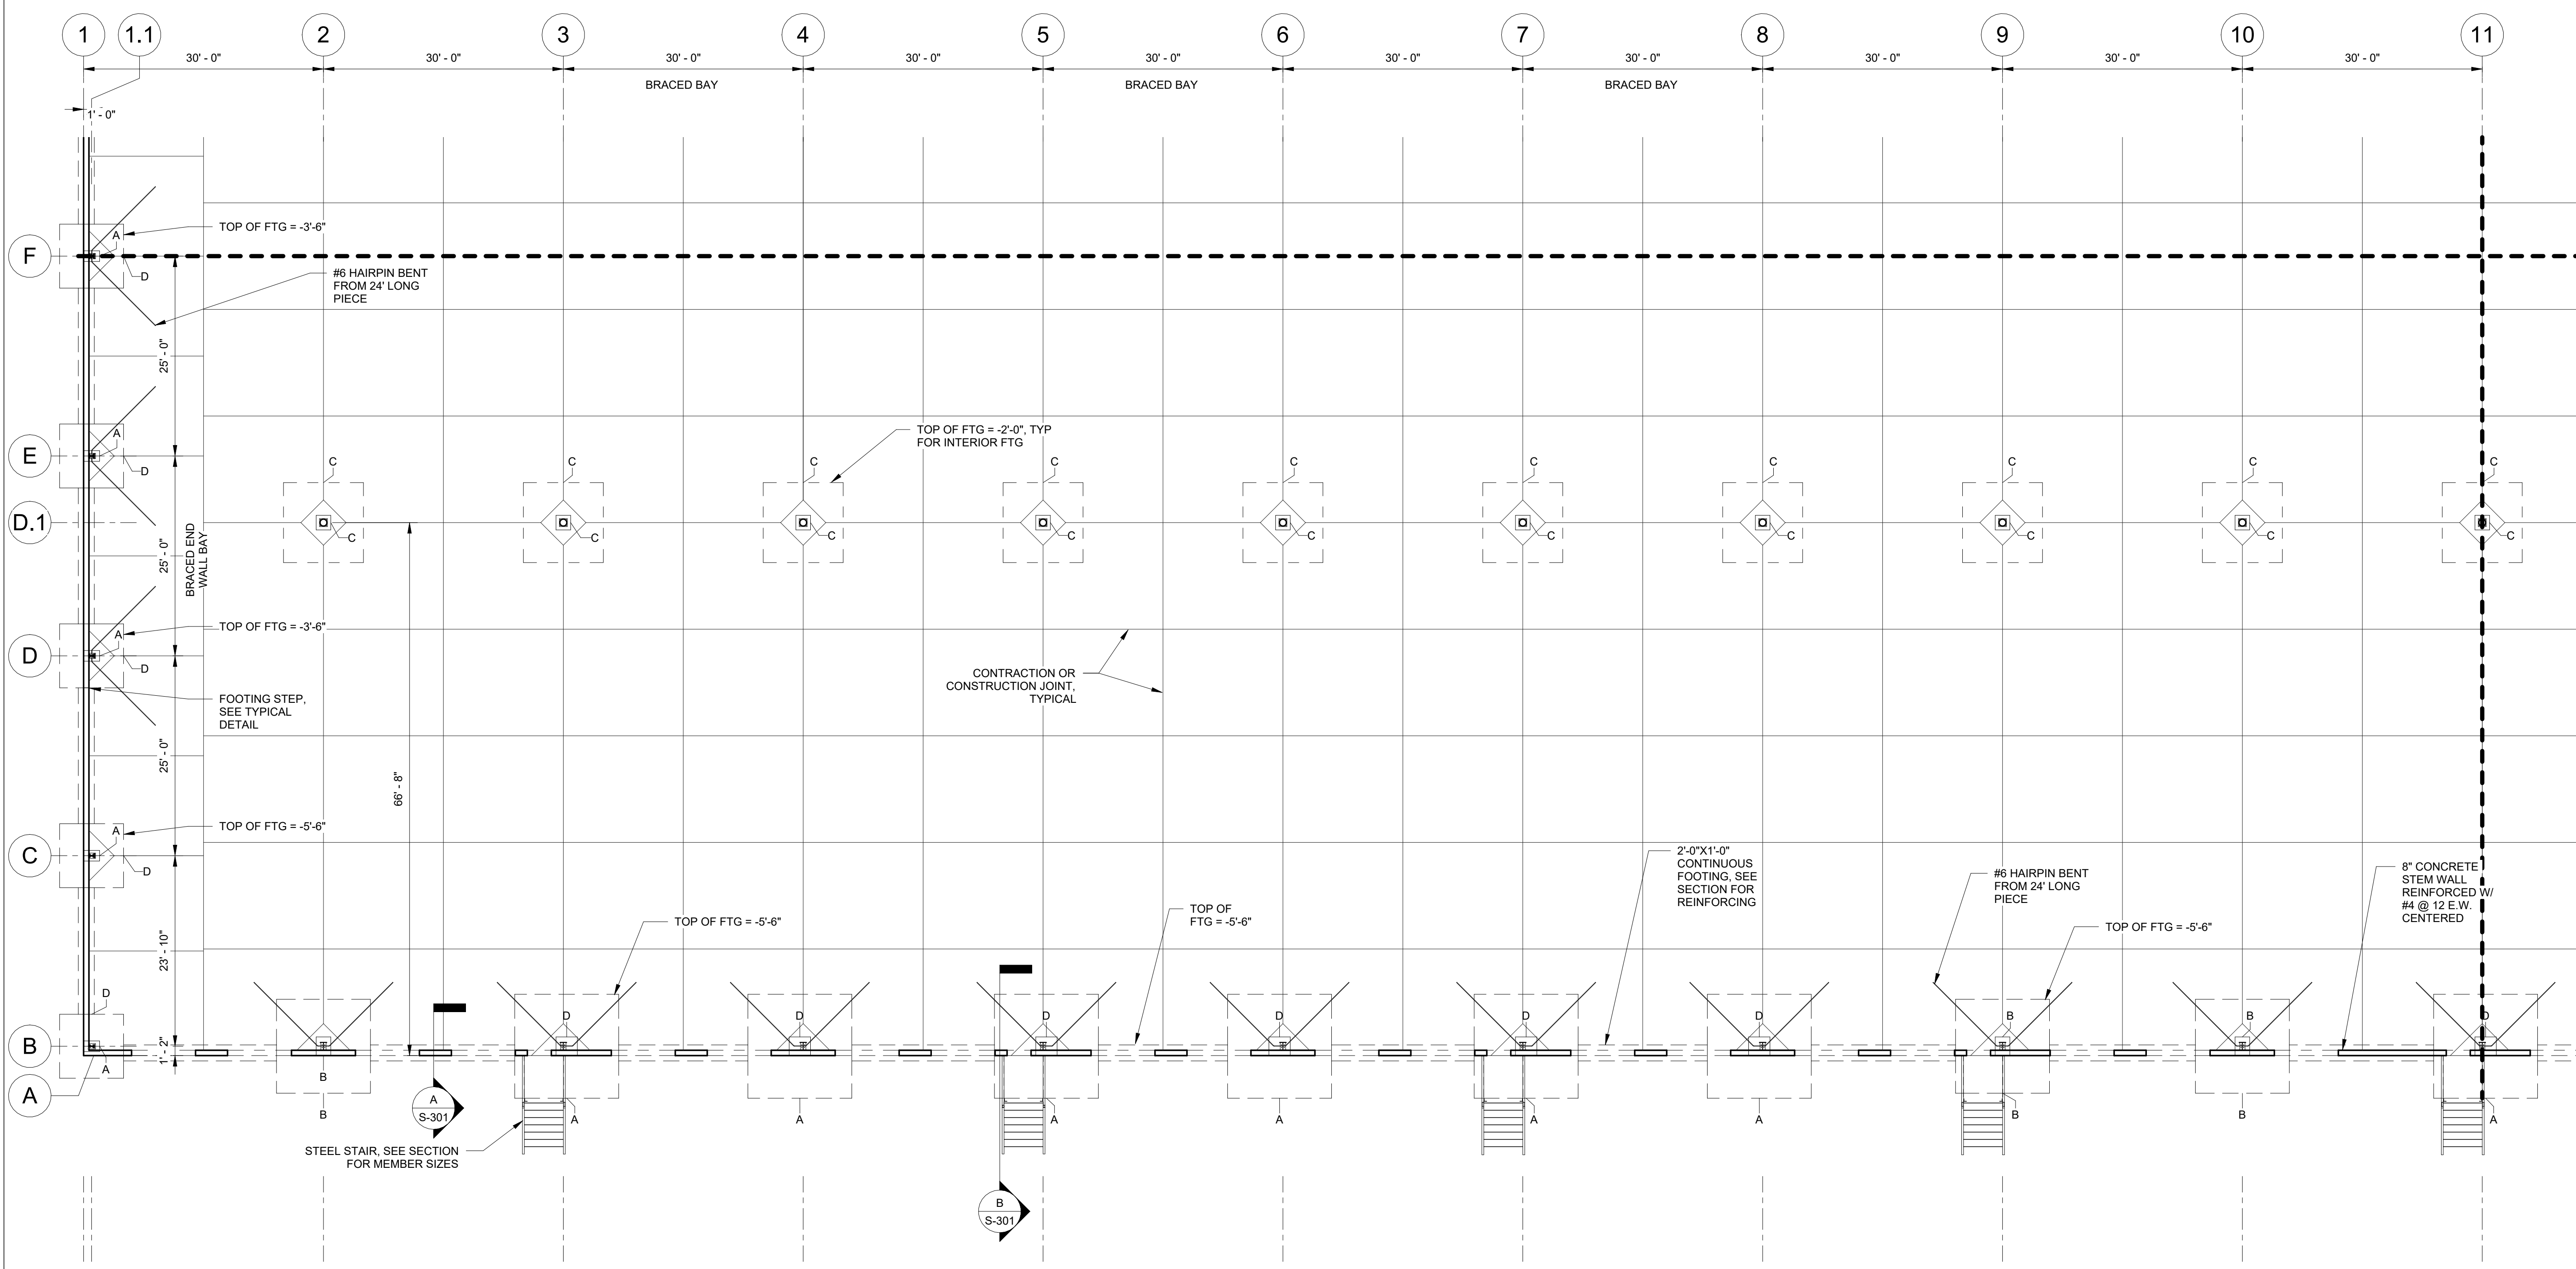 1
1.1
2
3
4
5
6
7
8
9
10
11
30' - 0"
30' - 0"
30' - 0"
30' - 0"
30' - 0"
30' - 0"
30' - 0"
30' - 0"
30' - 0"
30' - 0"
BRACED BAY
BRACED BAY
BRACED BAY
1' - 0"
F
A
TOP OF FTG = -3'-6"
D
#6 HAIRPIN BENT
FROM 24' LONG
PIECE
25' - 0"
E
A
D
TOP OF FTG = -2'-0", TYP
FOR INTERIOR FTG
C
C
C
C
C
C
C
C
C
C
D.1
C
C
C
C
C
C
C
C
C
C
25' - 0"
BRACED END
WALL BAY
D
A
TOP OF FTG = -3'-6"
D
FOOTING STEP,
SEE TYPICAL
DETAIL
CONTRACTION OR
CONSTRUCTION JOINT,
TYPICAL
25' - 0"
66' - 8"
C
A
TOP OF FTG = -5'-6"
D
2'-0"X1'-0"
CONTINUOUS
FOOTING, SEE
SECTION FOR
REINFORCING
#6 HAIRPIN BENT
FROM 24' LONG
PIECE
8" CONCRETE
STEM WALL
REINFORCED W/
#4 @ 12 E.W.
CENTERED
TOP OF FTG = -5'-6"
TOP OF
FTG = -5'-6"
TOP OF FTG = -5'-6"
23' - 10"
D
D
D
D
D
D
D
B
B
D
B
1' - 2"
A
B
A
B
A
A
A
A
A
A
B
B
A
A
S-301
STEEL STAIR, SEE SECTION
FOR MEMBER SIZES
B
S-301